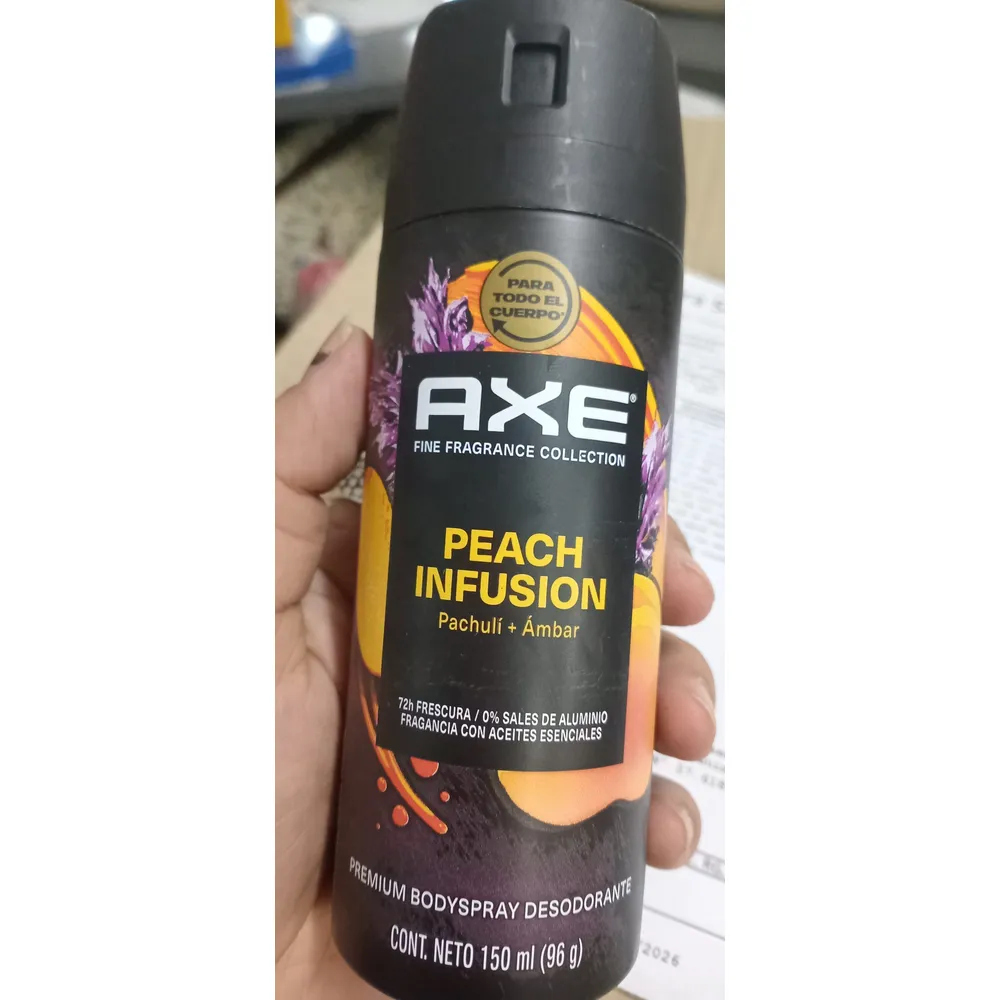 PARA
TODO EL
CUERPO*
AXE®
FINE FRAGRANCE COLLECTION
PEACH
INFUSION
Pachulí + Ámbar
72h FRESCURA / 0% SALES DE ALUMINIO
FRAGANCIA CON ACEITES ESENCIALES
PREMIUM BODYSPRAY DESODORANTE
CONT. NETO 150 ml (96 g)
/2026